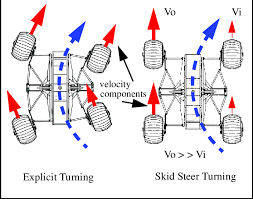 Vo
Vi
velocity
components
Vo > > Vi
Explicit Turning
Skid Steer Turning